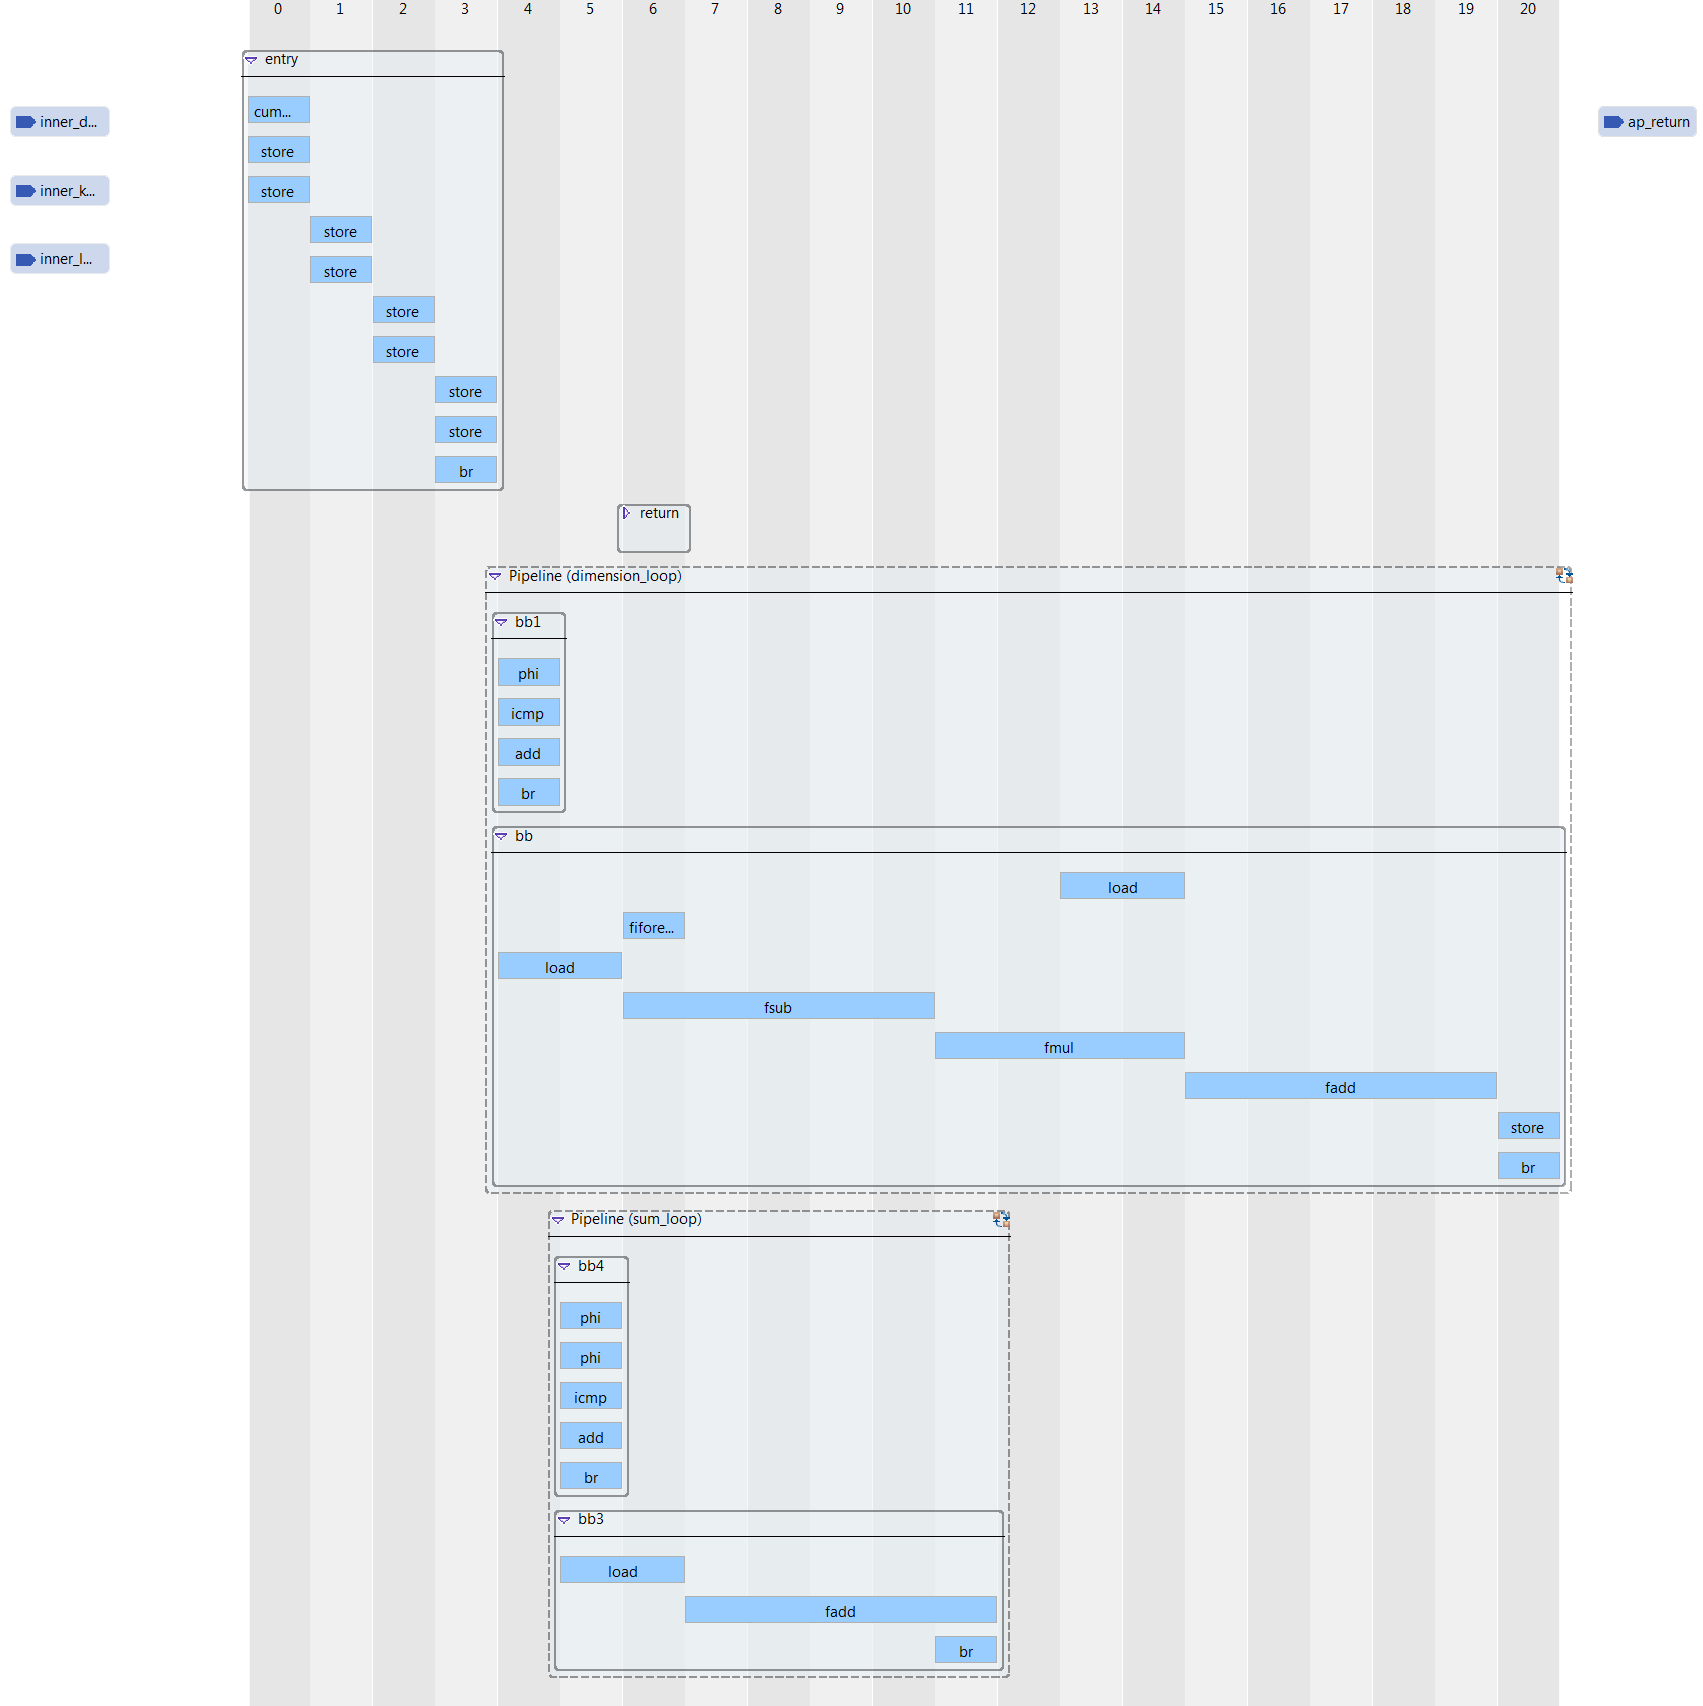 0 1 2 3 4 5 6 7 8 9 10 11 12 13 14 15 16 17 18 19 20
entry
cum...
inner_d...
ap_return
store
store
inner_k...
store
inner_l...
store
store
store
store
store
br
return
Pipeline (dimension_loop)
bb1
phi
icmp
add
br
bb
load
fifore...
load
fsub
fmul
fadd
store
br
Pipeline (sum_loop)
bb4
phi
phi
icmp
add
br
bb3
load
fadd
br